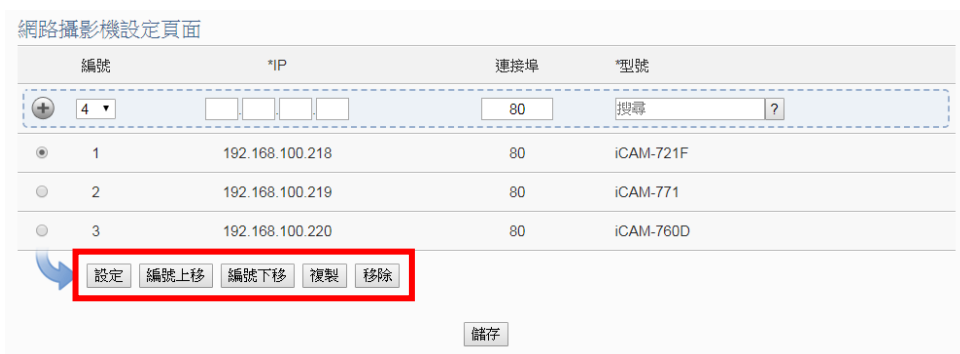 網路攝影機設定頁面
編號 *IP 連接埠 *型號
4 . . . 80 搜尋 ?
1 192.168.100.218 80 iCAM-721F
2 192.168.100.219 80 iCAM-771
3 192.168.100.220 80 iCAM-760D
設定 編號上移 編號下移 複製 移除
儲存